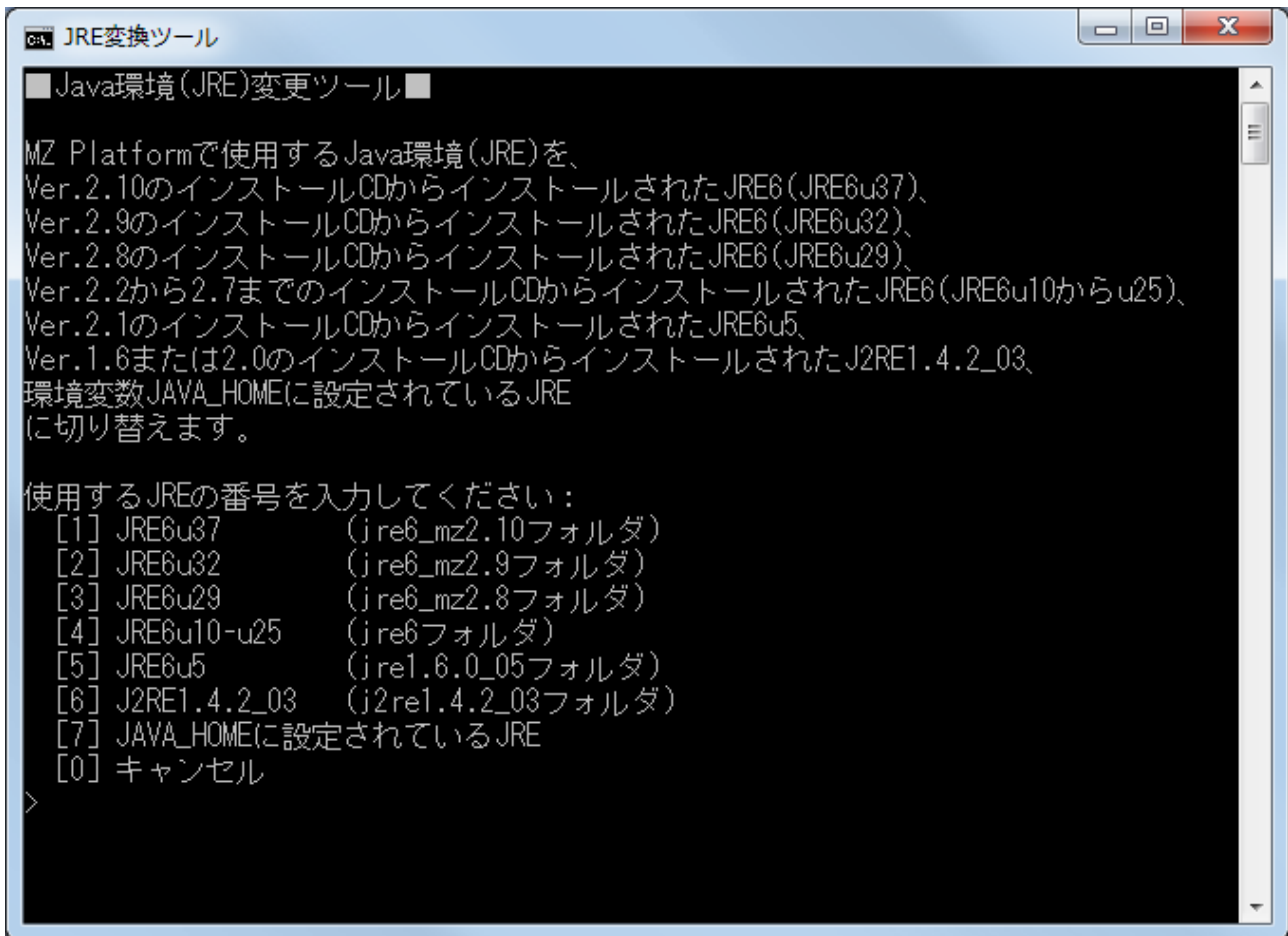 JRE変換ツール
■Java環境(JRE)変更ツール■
MZ Platformで使用するJava環境(JRE)を、
Ver.2.10のインストールCDからインストールされたJRE6(JRE6u37)、
Ver.2.9のインストールCDからインストールされたJRE6(JRE6u32)、
Ver.2.8のインストールCDからインストールされたJRE6(JRE6u29)、
Ver.2.2から2.7までのインストールCDからインストールされたJRE6(JRE6u10からu25)、
Ver.2.1のインストールCDからインストールされたJRE6u5、
Ver.1.6または2.0のインストールCDからインストールされたJ2RE1.4.2_03、
環境変数JAVA_HOMEに設定されているJRE
に切り替えます。
使用するJREの番号を入力してください：
[1] JRE6u37 (jre6_mz2.10フォルダ)
[2] JRE6u32 (jre6_mz2.9フォルダ)
[3] JRE6u29 (jre6_mz2.8フォルダ)
[4] JRE6u10-u25 (jre6フォルダ)
[5] JRE6u5 (jre1.6.0_05フォルダ)
[6] J2RE1.4.2_03 (j2re1.4.2_03フォルダ)
[7] JAVA_HOMEに設定されているJRE
[0] キャンセル
>